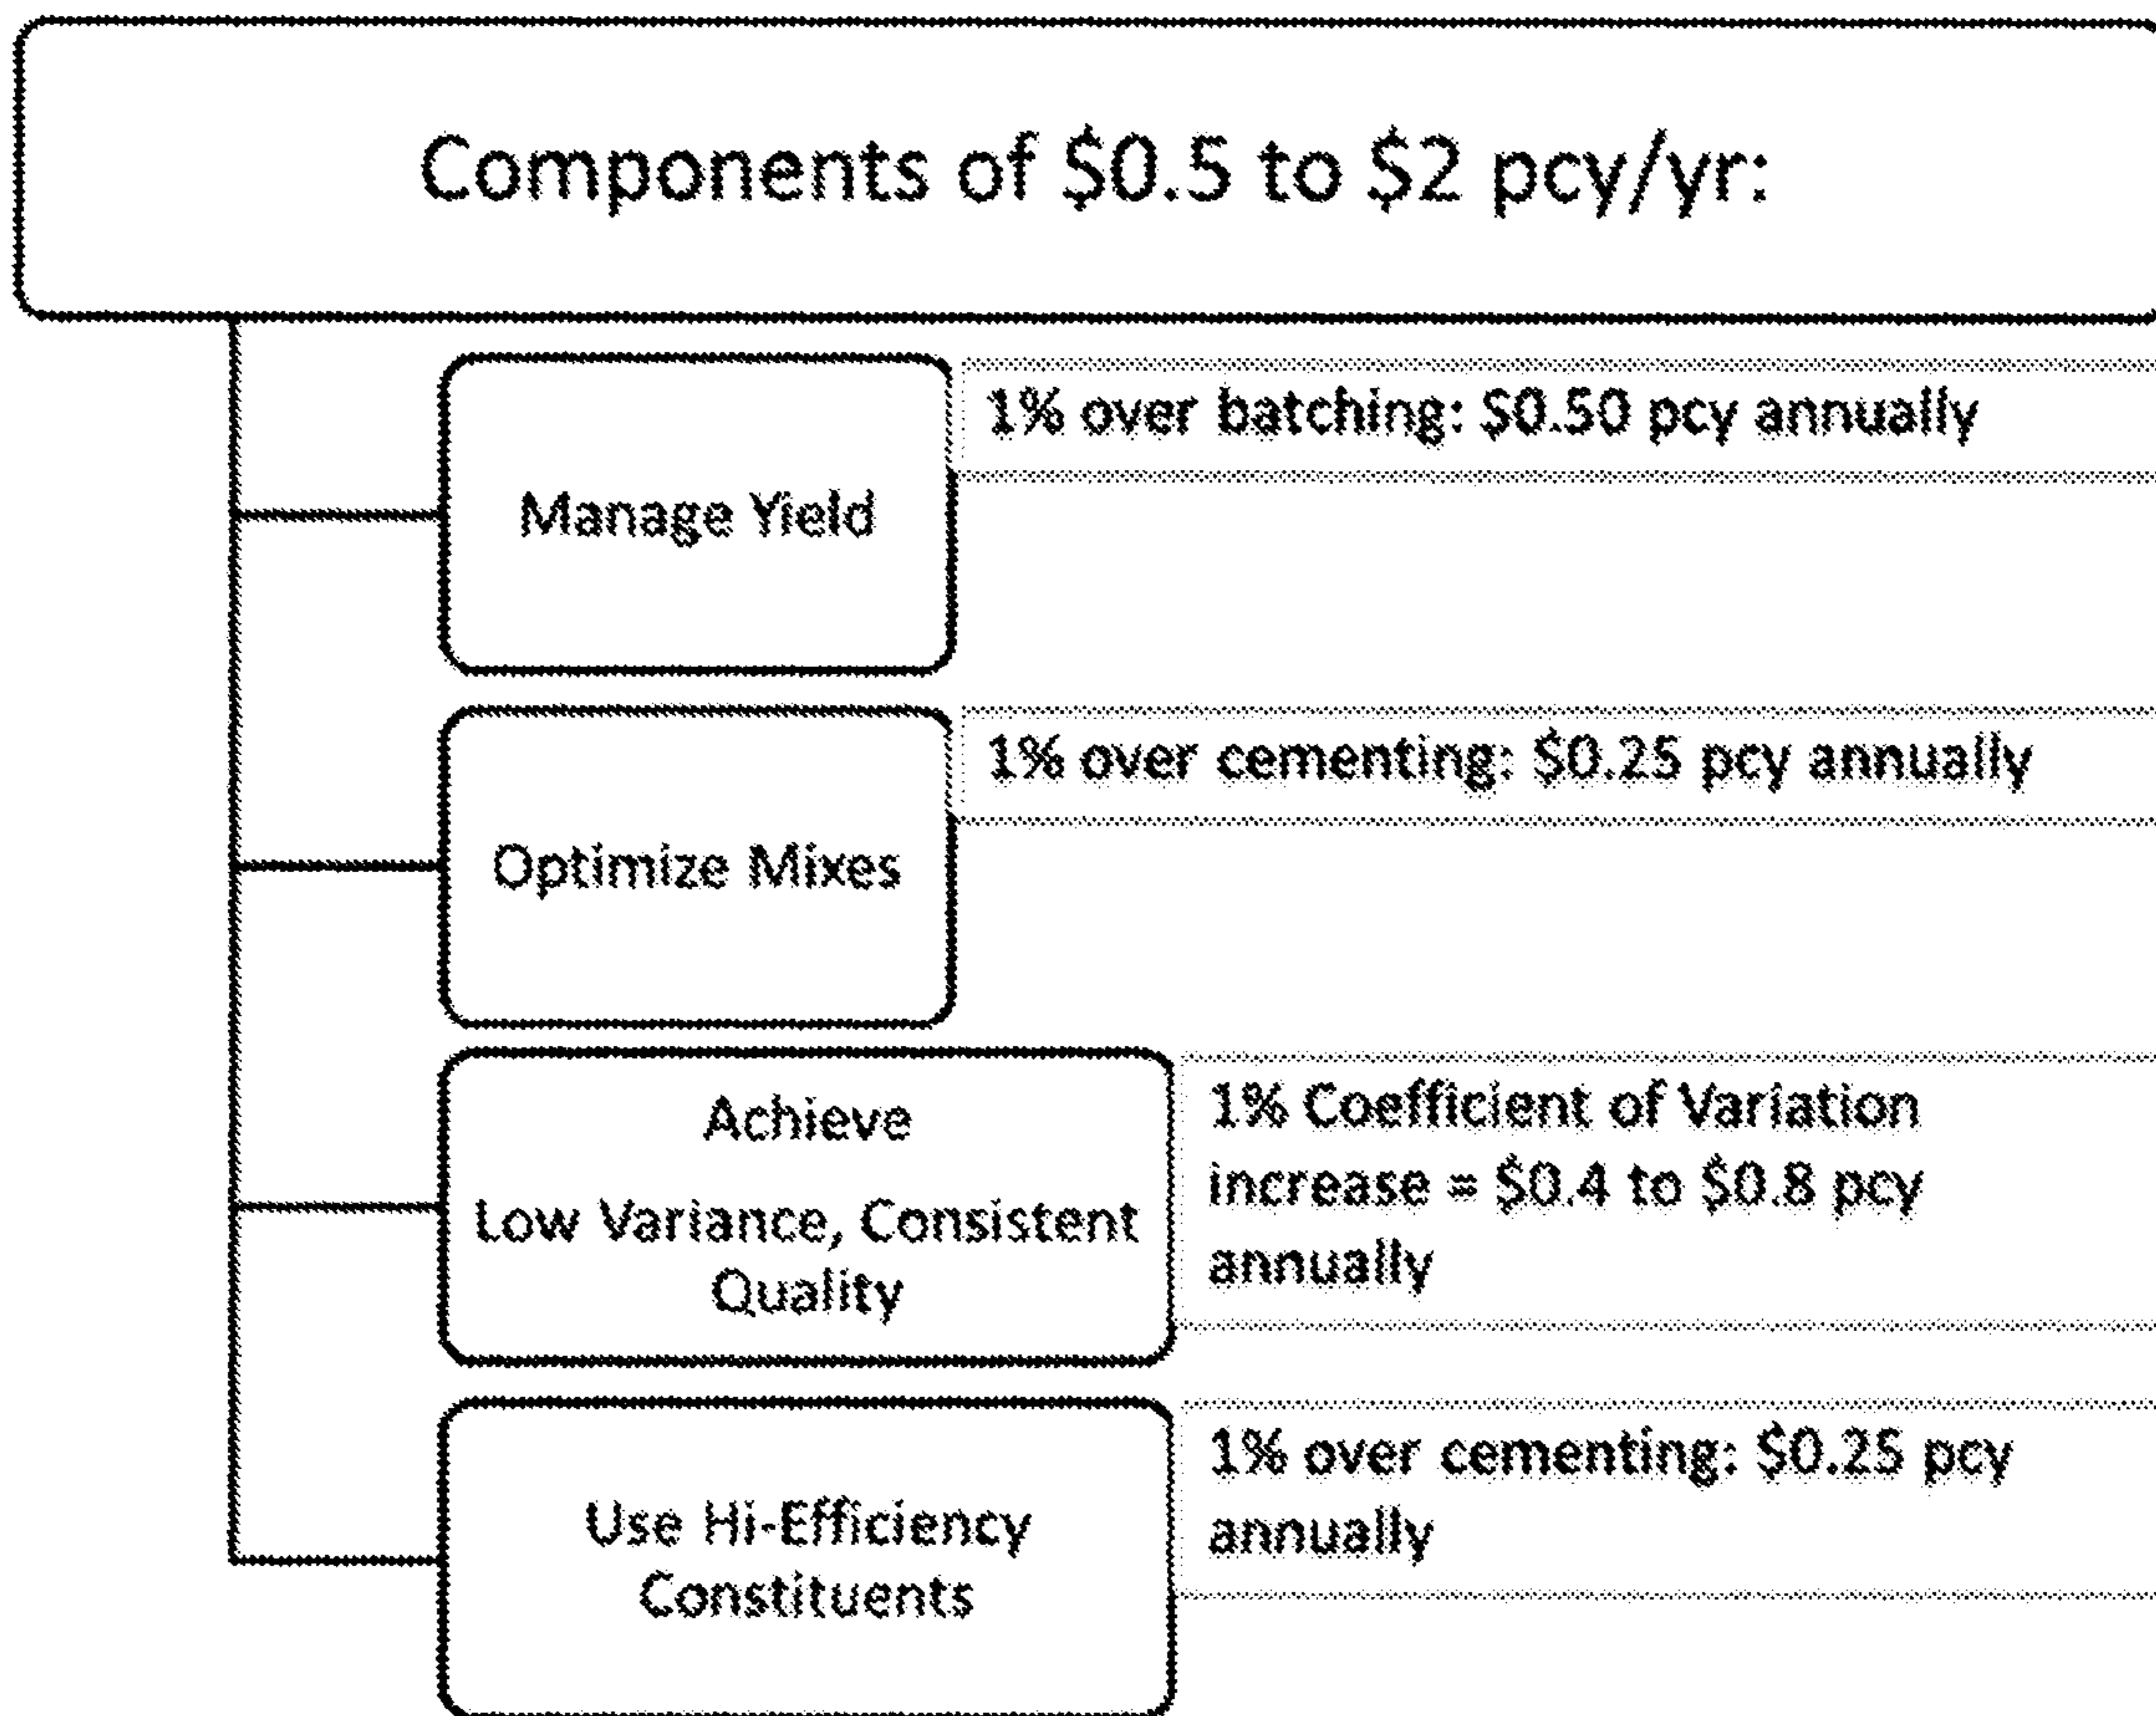 Components of $0.5 to $2 pcy/yr:
Manage Yield
1% over batching: $0.50 pcy annually
Optimize Mixes
1% over cementing: $0.25 pcy annually
Achieve
Low Variance, Consistent
Quality
1% Coefficient of Variation
increase = $0.4 to $0.8 pcy
annually
Use Hi-Efficiency
Constituents
1% over cementing: $0.25 pcy
annually